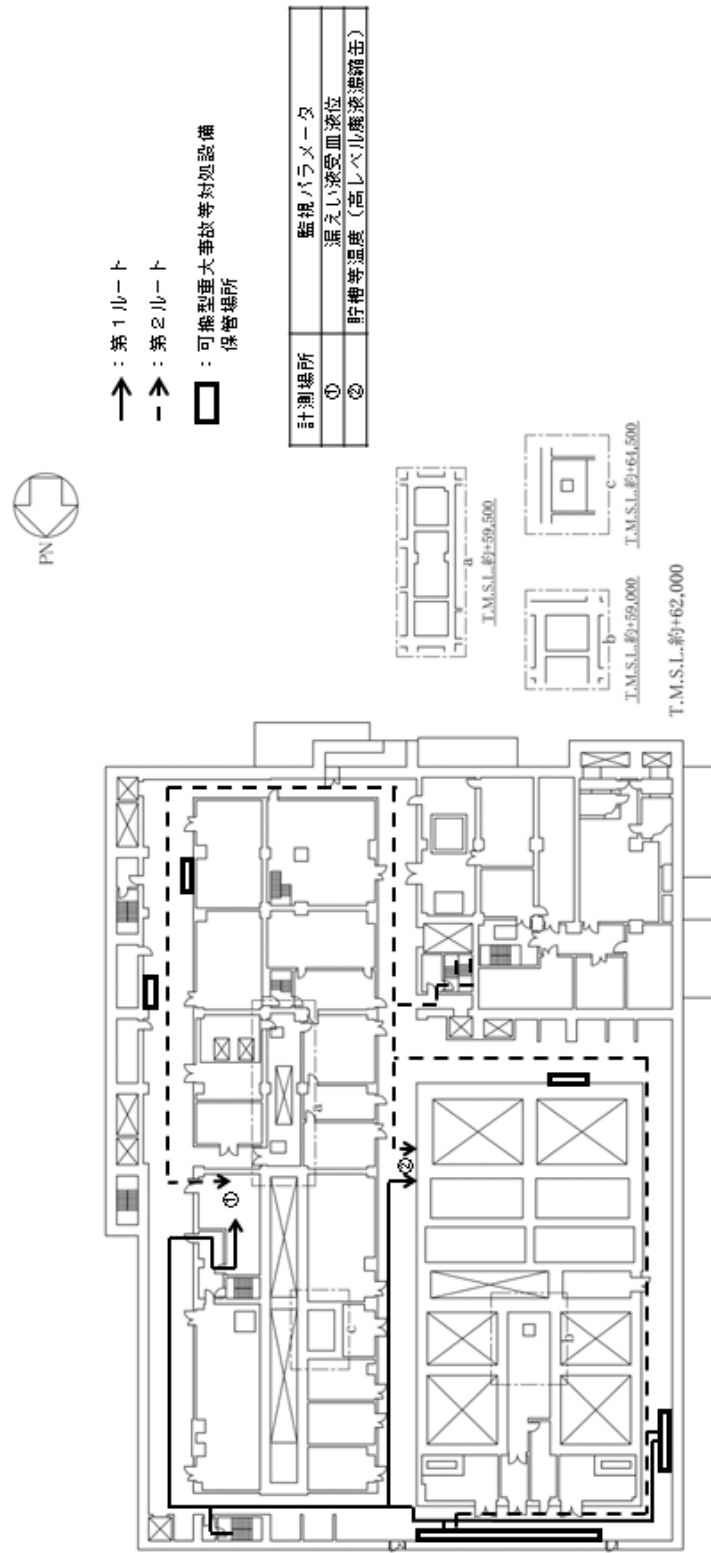 PN
→：第１ルート
⇢：第２ルート
：可搬型重大事故等対処設備
保管場所
計測場所 監視パラメータ
① 漏えい液受皿液位
② 貯槽等温度（高レベル廃液濃縮缶）
a
T.M.S.L.約+59,500
b
T.M.S.L.約+59,000
c
T.M.S.L.約+64,500
T.M.S.L.約+62,000
①
②
a
b
c